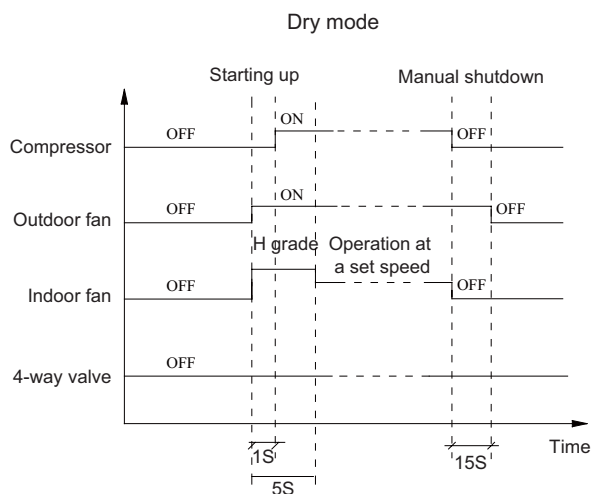 Dry mode
Starting up
Manual shutdown
ON
OFF
OFF
Compressor
ON
OFF
OFF
Outdoor fan
H grade
Operation at
a set speed
OFF
OFF
Indoor fan
OFF
4-way valve
Time
1S
15S
5S